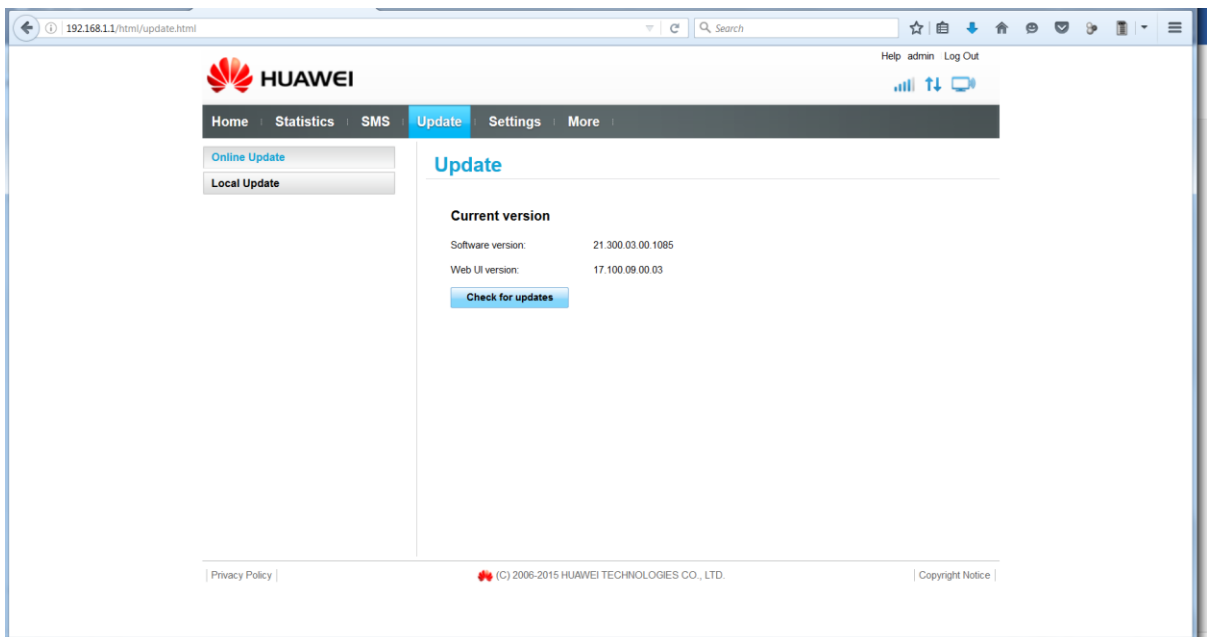 192.168.1.1/html/update.html
Search
Help admin Log Out
HUAWEI
Home Statistics SMS Update Settings More
Online Update
Local Update
Update
Current version
Software version: 21.300.03.00.1085
Web UI version: 17.100.09.00.03
Check for updates
Privacy Policy (C) 2006-2015 HUAWEI TECHNOLOGIES CO., LTD. Copyright Notice